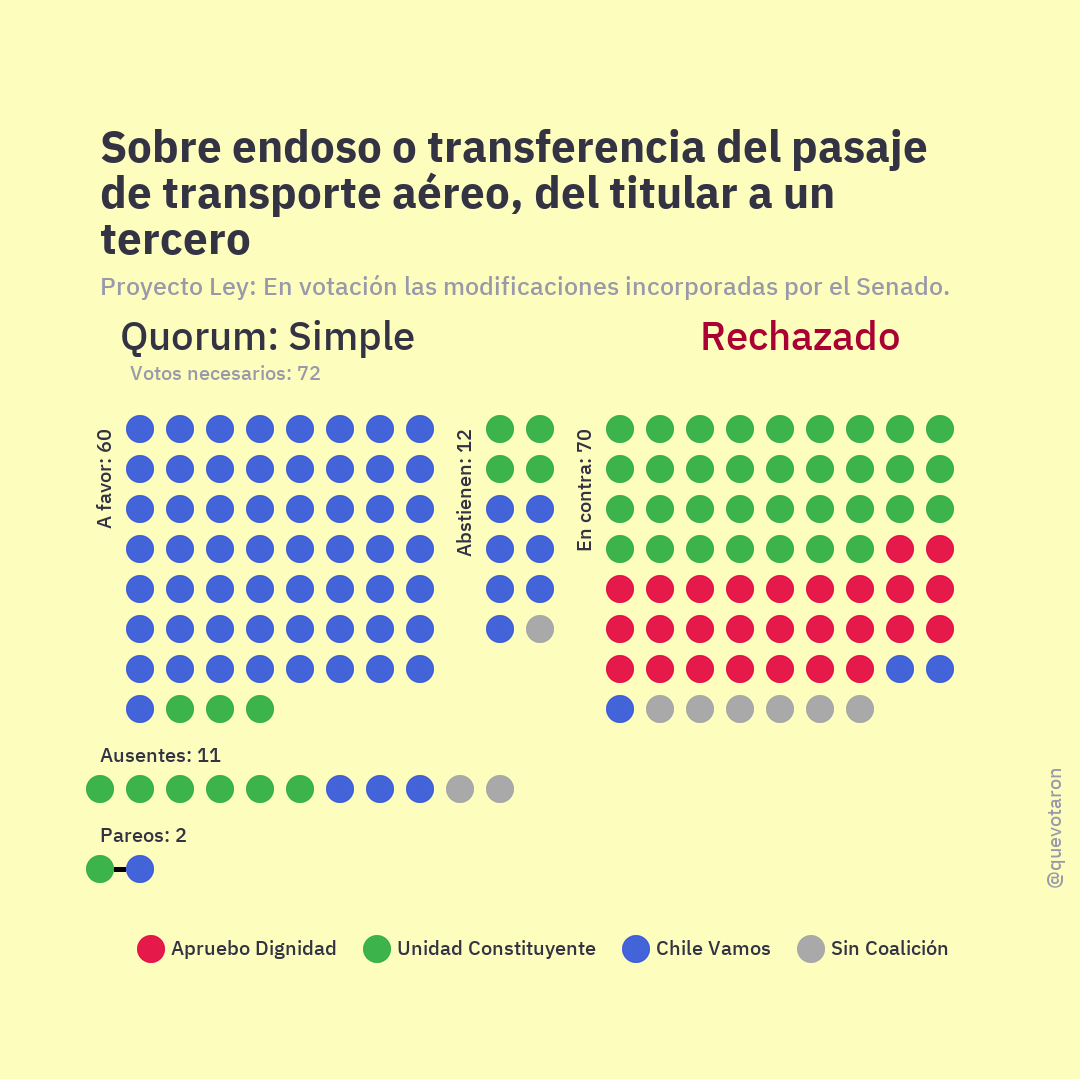 Sobre endoso o transferencia del pasaje
de transporte aéreo, del titular a un
tercero
Proyecto Ley: En votación las modificaciones incorporadas por el Senado.
Quorum: Simple
Rechazado
Votos necesarios: 72
A favor: 60
Abstienen: 12
En contra: 70
Ausentes: 11
Pareos: 2
@quevotaron
Apruebo Dignidad
Unidad Constituyente
Chile Vamos
Sin Coalición